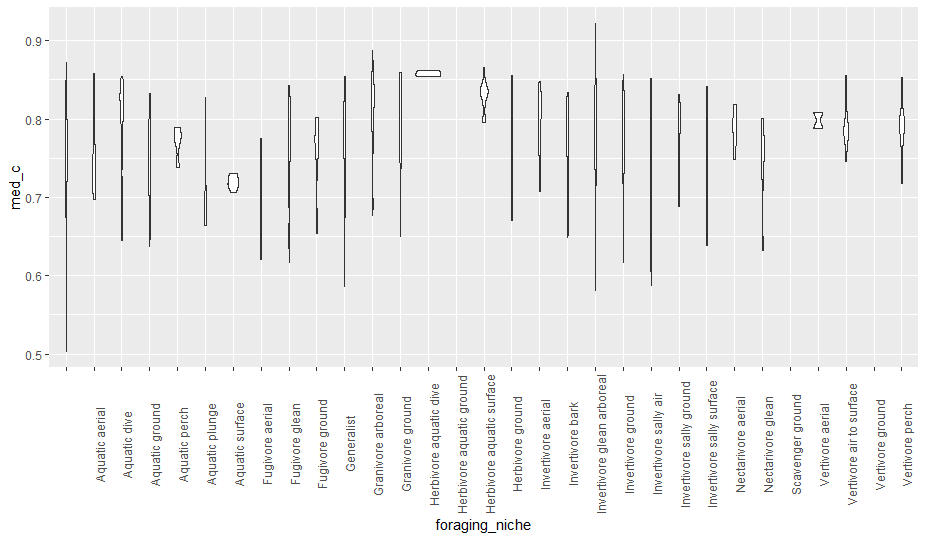 0.9
0.8
0.7
0.6
0.5
med_c
Aquatic aerial
Aquatic dive
Aquatic ground
Aquatic perch
Aquatic plunge
Aquatic surface
Fugivore aerial
Fugivore glean
Fugivore ground
Generalist
Granivore arboreal
Granivore ground
Herbivore aquatic dive
Herbivore aquatic ground
Herbivore aquatic surface
Herbivore ground
Invertivore aerial
Invertivore bark
Invertivore glean arboreal
Invertivore ground
Invertivore sally air
Invertivore sally ground
Invertivore sally surface
Nectarivore aerial
Nectarivore glean
Scavenger ground
Vertivore aerial
Vertivore air to surface
Vertivore ground
Vertivore perch
foraging_niche